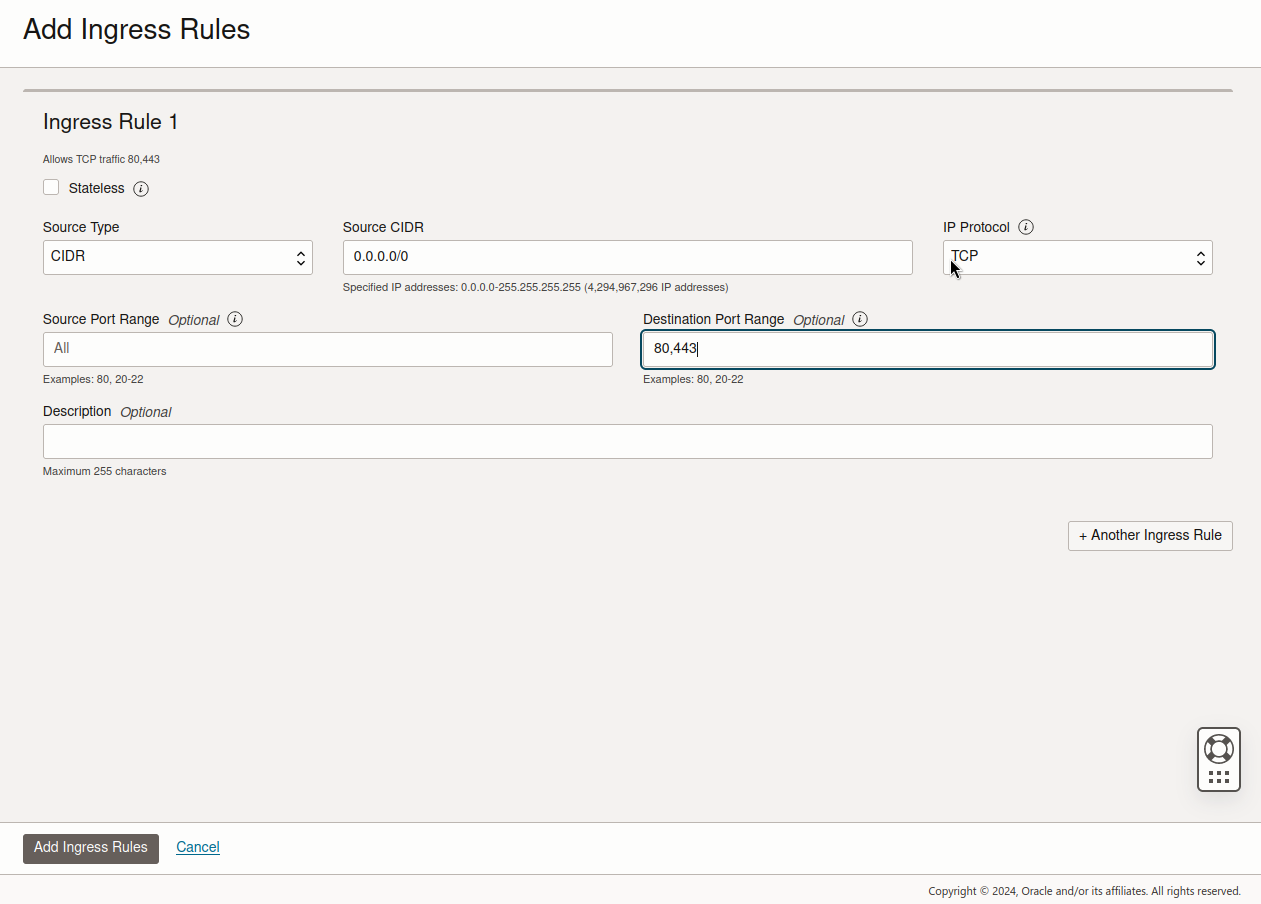 Add Ingress Rules
Ingress Rule 1
Allows TCP traffic 80,443
Stateless
Source Type
Source CIDR
IP Protocol
CIDR
0.0.0.0/0
TCP
Specified IP addresses: 0.0.0.0-255.255.255.255 (4,294,967,296 IP addresses)
Source Port Range Optional
Destination Port Range Optional
All
80,443
Examples: 80, 20-22
Examples: 80, 20-22
Description Optional
Maximum 255 characters
+ Another Ingress Rule
Add Ingress Rules
Cancel
Copyright © 2024, Oracle and/or its affiliates. All rights reserved.